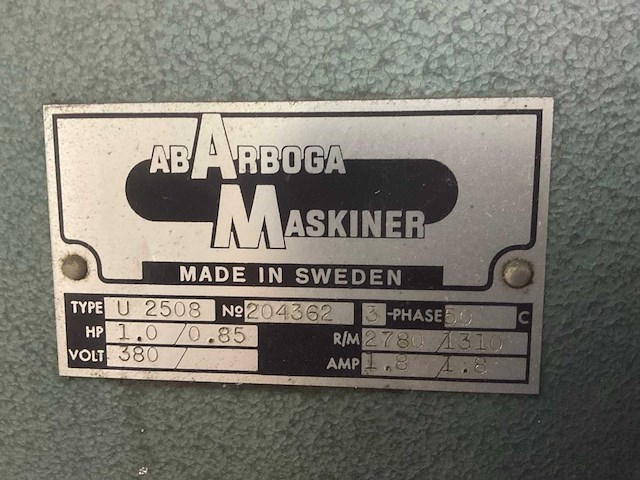 AB ARBOGA
MASKINER
MADE IN SWEDEN
TYPE U 2508 No 204362 3-PHASE 50 C
HP 1.0/0.85 R/M 2780/1310
VOLT 380/ AMP 1.8/1.8